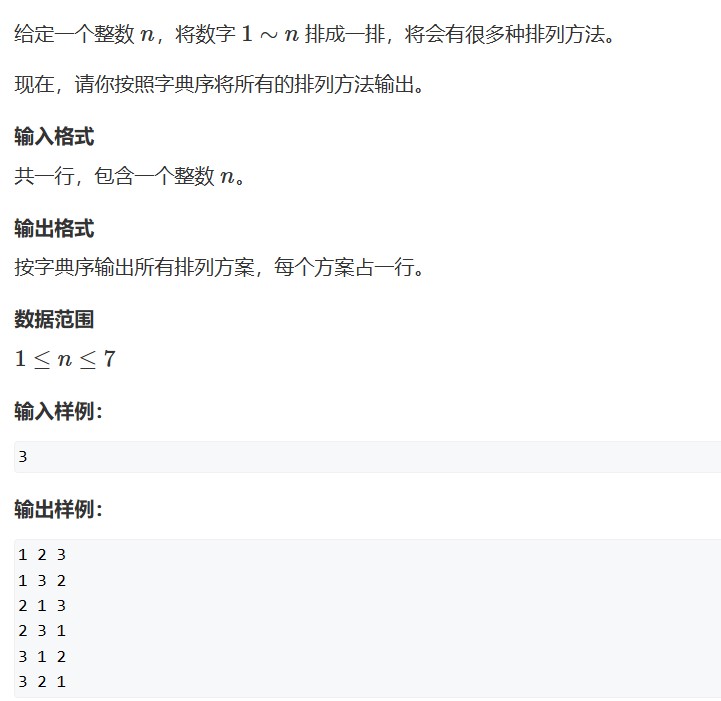 给定一个整数 n，将数字 1 ∼ n 排成一排，将会有很多种排列方法。
现在，请你按照字典序将所有的排列方法输出。
输入格式
共一行，包含一个整数 n。
输出格式
按字典序输出所有排列方案，每个方案占一行。
数据范围
1 ≤ n ≤ 7
输入样例：
3
输出样例：
1 2 3
1 3 2
2 1 3
2 3 1
3 1 2
3 2 1